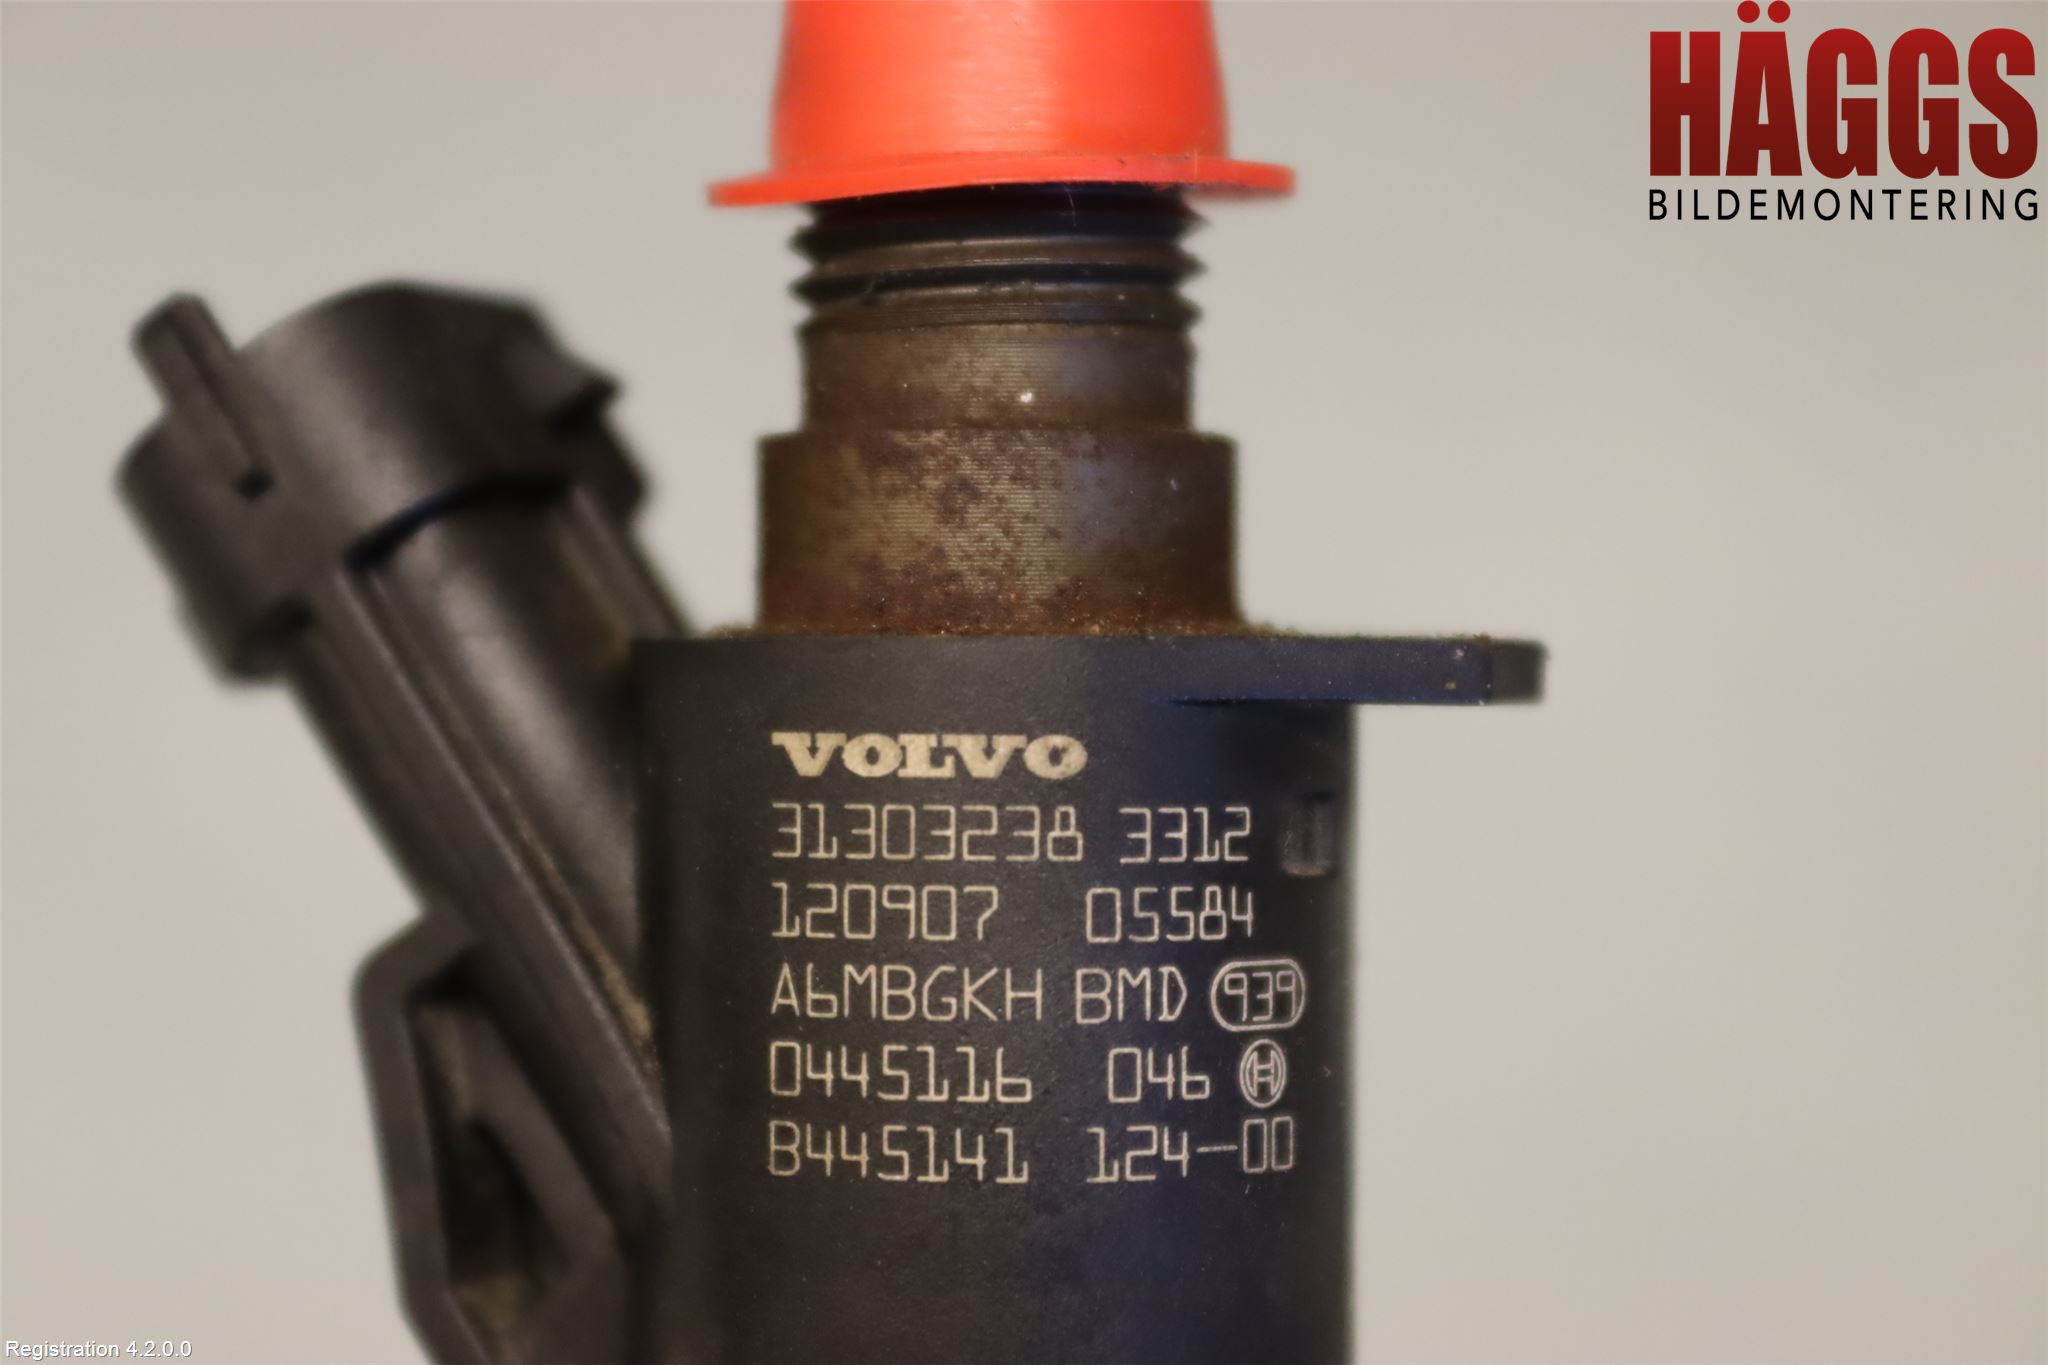 HÄGGS
BILDEMONTERING
VOLVO
31303238 3312
120907 05584
A6MBGKH BMD 939
0445116 046 H
B445141 124-00
Registration 4.2.0.0